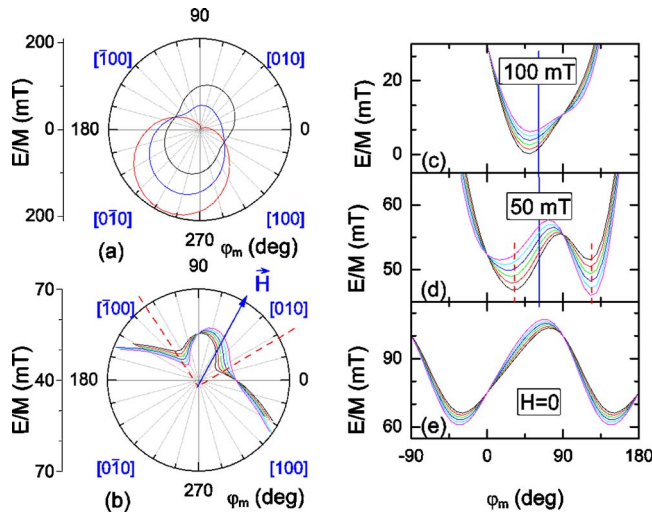 90
200
[1̄00]
[010]
100
E/M (mT)
0
180
0
100
200
[01̄0]
[100]
(a)
270
φm (deg)
90
70
H
[1̄00]
[010]
E/M (mT)
40
180
0
[01̄0]
[100]
70
(b)
270
φm (deg)
100 mT
20
E/M (mT)
0
(c)
50 mT
60
E/M (mT)
50
(d)
90
E/M (mT)
60
(e)
H=0
-90 0 90 180
φm (deg)